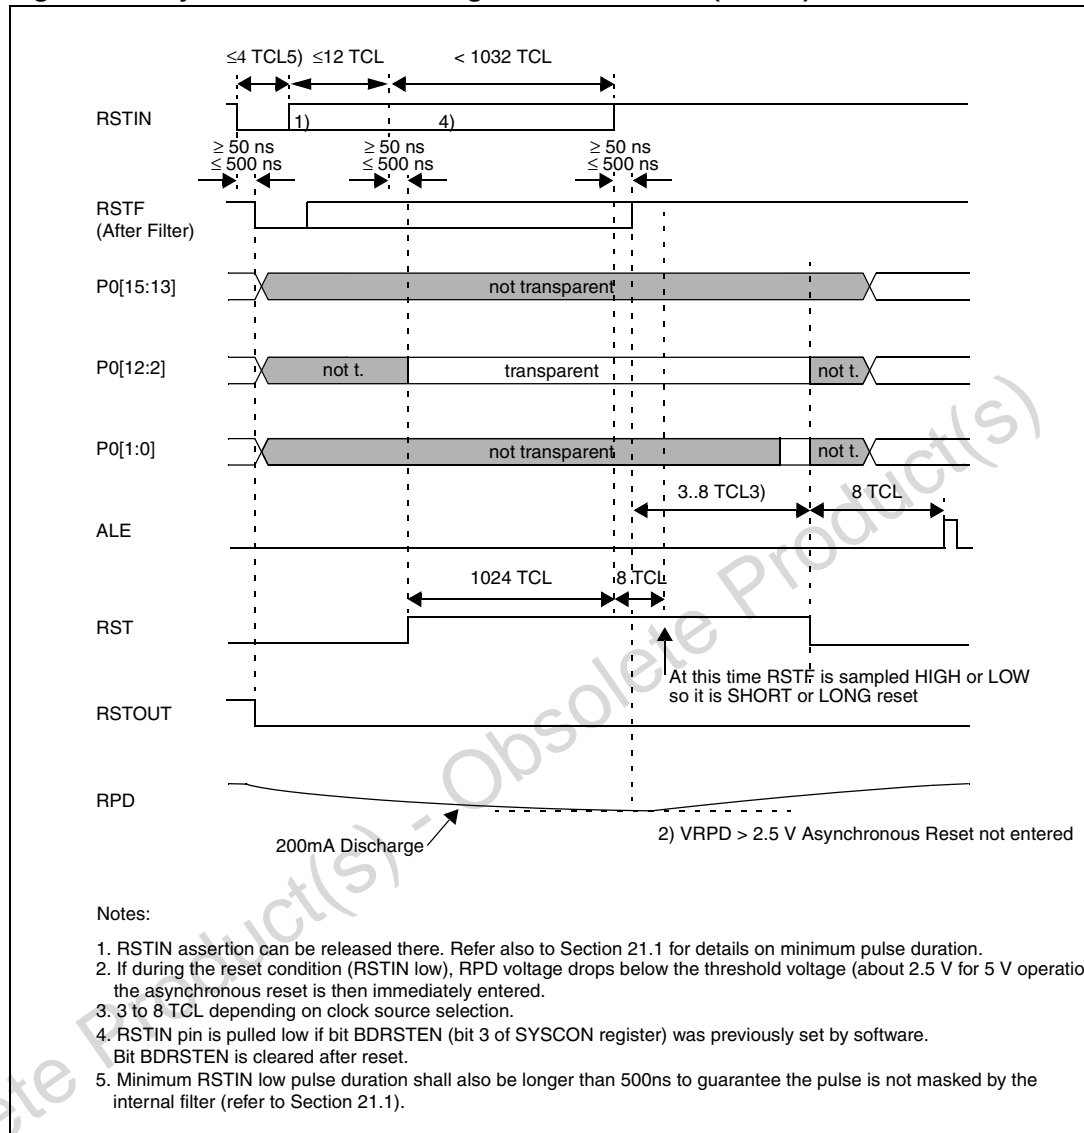 ≤4 TCL5) ≤12 TCL < 1032 TCL
RSTIN
1) 4)
≥ 50 ns ≥ 50 ns ≥ 50 ns
≤ 500 ns ≤ 500 ns ≤ 500 ns
RSTF
(After Filter)
P0[15:13] not transparent
P0[12:2] not t. transparent not t.
P0[1:0] not transparent not t.
3..8 TCL3) 8 TCL
ALE
1024 TCL 8 TCL
RST
At this time RSTF is sampled HIGH or LOW
so it is SHORT or LONG reset
RSTOUT
RPD
200mA Discharge
2) VRPD > 2.5 V Asynchronous Reset not entered
Notes:
1. RSTIN assertion can be released there. Refer also to Section 21.1 for details on minimum pulse duration.
2. If during the reset condition (RSTIN low), RPD voltage drops below the threshold voltage (about 2.5 V for 5 V operatio
the asynchronous reset is then immediately entered.
3. 3 to 8 TCL depending on clock source selection.
4. RSTIN pin is pulled low if bit BDRSTEN (bit 3 of SYSCON register) was previously set by software.
Bit BDRSTEN is cleared after reset.
5. Minimum RSTIN low pulse duration shall also be longer than 500ns to guarantee the pulse is not masked by the
internal filter (refer to Section 21.1).
ete Product(s) - Obsolete Product(s)